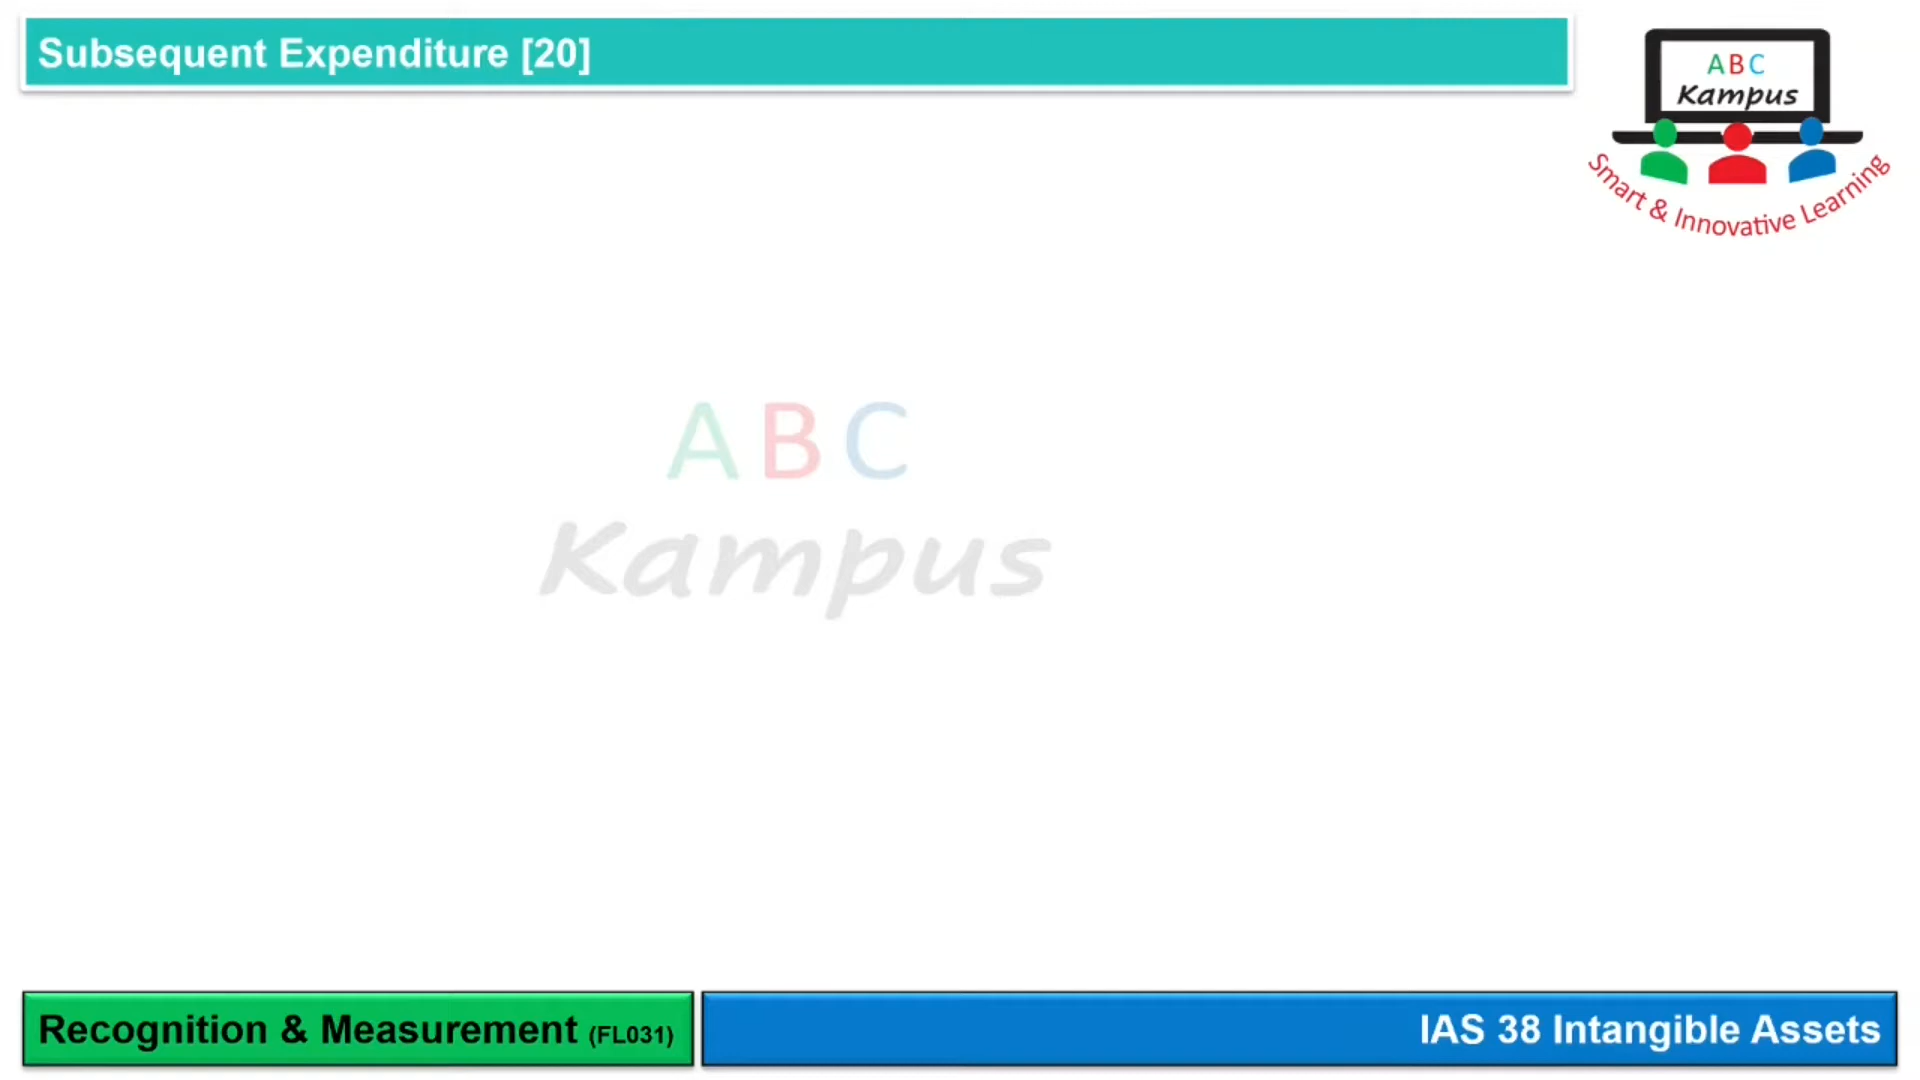 Subsequent Expenditure [20]
ABC
Kampus
Smart & Innovative Learning
ABC
Kampus
Recognition & Measurement (FL031)
IAS 38 Intangible Assets